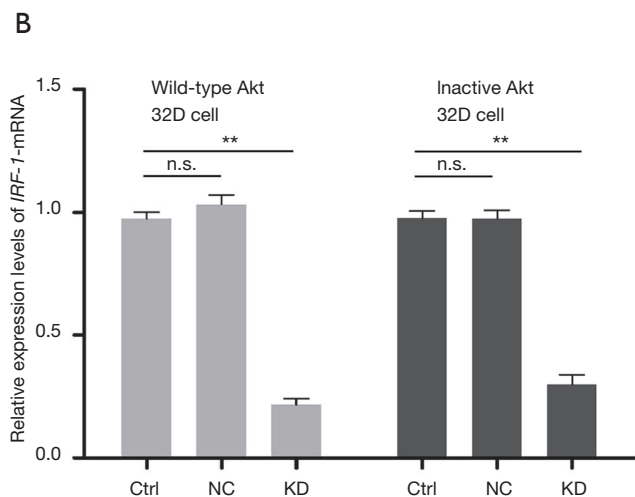 B
Relative expression levels of IRF-1-mRNA
1.5
1.0
0.5
0.0
Wild-type Akt
32D cell
**
n.s.
Inactive Akt
32D cell
**
n.s.
Ctrl NC KD Ctrl NC KD